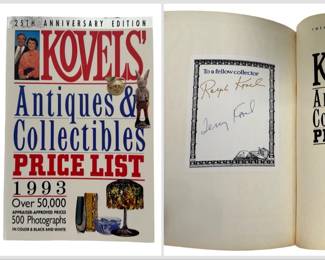 25TH ANNIVERSARY EDITION
KOVELS'
Antiques &
Collectibles
PRICE LIST
1993
Over 50,000
APPRAISER-APPROVED PRICES
500 Photographs
IN COLOR & BLACK AND WHITE
To a fellow collector
Ralph Kovel
Terry Kovel